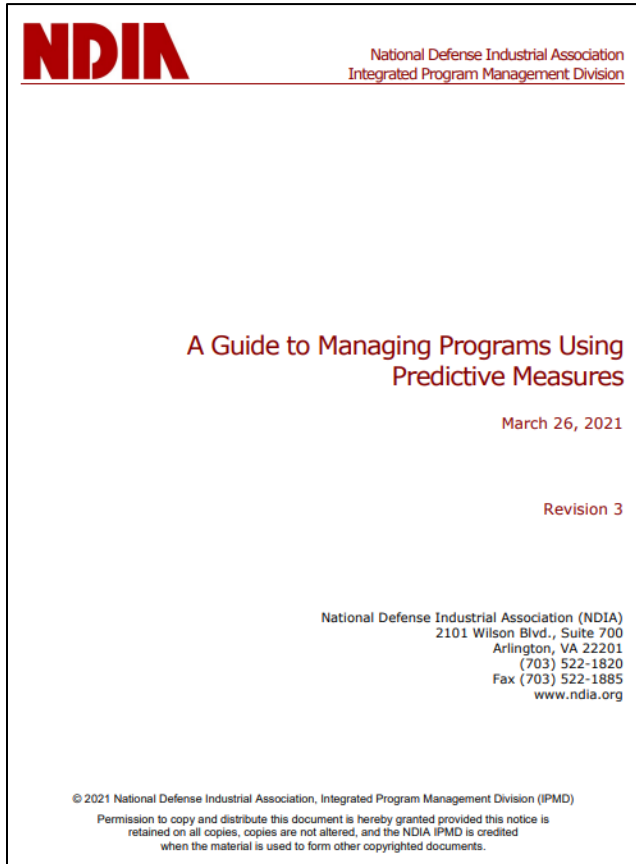 NDIA
National Defense Industrial Association
Integrated Program Management Division
A Guide to Managing Programs Using
Predictive Measures
March 26, 2021
Revision 3
National Defense Industrial Association (NDIA)
2101 Wilson Blvd., Suite 700
Arlington, VA 22201
(703) 522-1820
Fax (703) 522-1885
www.ndia.org
© 2021 National Defense Industrial Association, Integrated Program Management Division (IPMD)
Permission to copy and distribute this document is hereby granted provided this notice is
retained on all copies, copies are not altered, and the NDIA IPMD is credited
when the material is used to form other copyrighted documents.